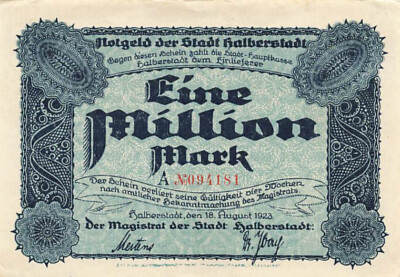 Notgeld der Stadt Halberstadt
Gegen diesen Schein zahlt die Stadt-Hauptkasse
Halberstadt dem Einlieferer
Eine
Million
Mark
A №094181
Der Schein verliert seine Gültigkeit vier Wochen
nach amtlicher Bekanntmachung des Magistrats
Halberstadt, den 18. August 1923
Der Magistrat der Stadt Halberstadt: